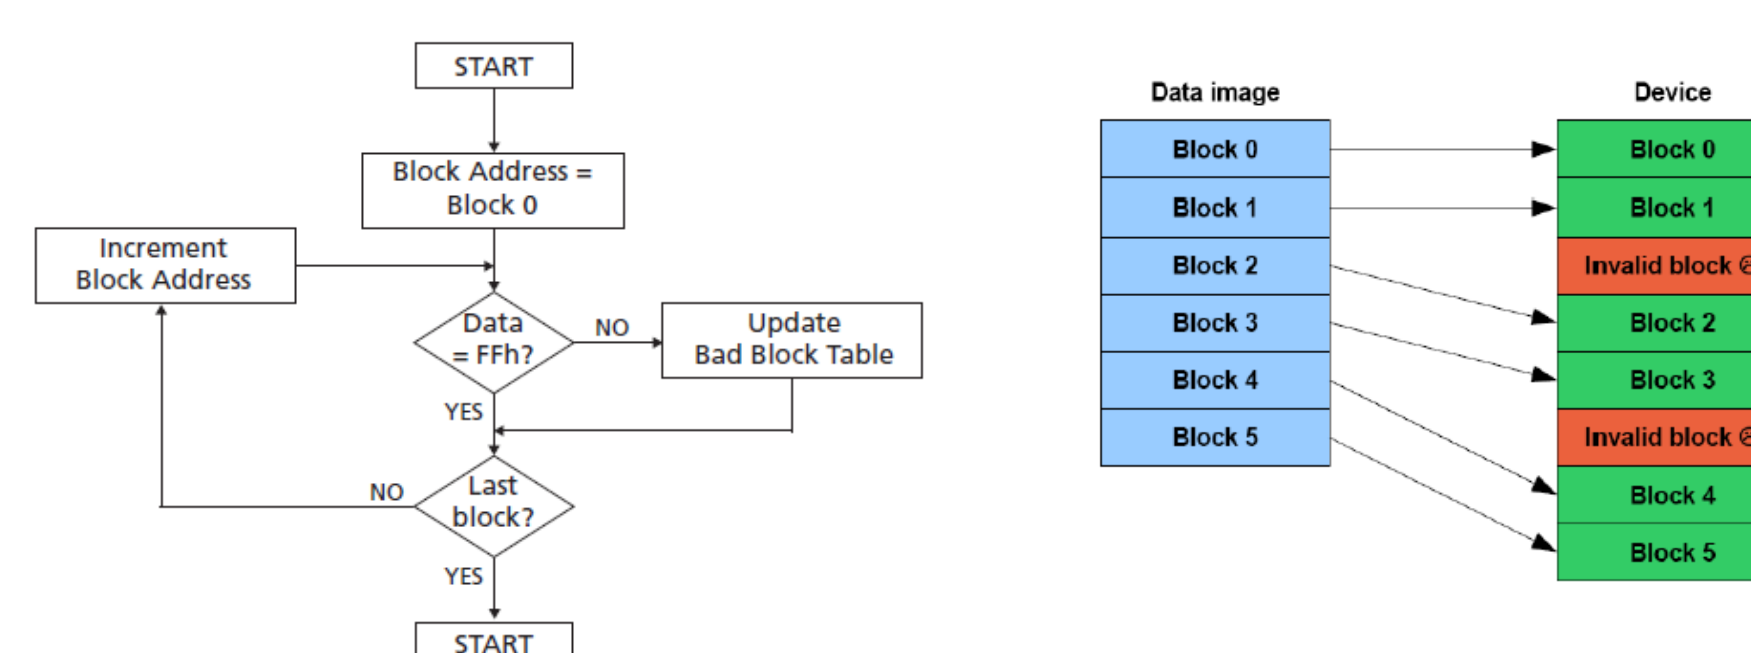 START
Block Address =
Block 0
Increment
Block Address
Data
= FFh?
NO
Update
Bad Block Table
YES
NO
Last
block?
YES
START
Data image
Block 0
Block 1
Block 2
Block 3
Block 4
Block 5
Device
Block 0
Block 1
Invalid block
Block 2
Block 3
Invalid block
Block 4
Block 5